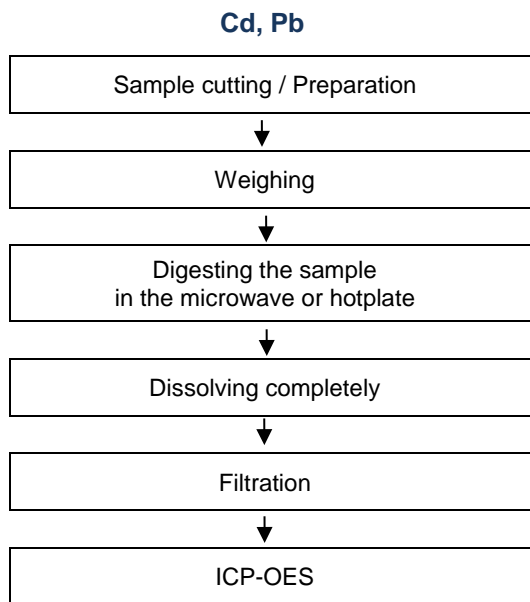 Cd, Pb
Sample cutting / Preparation
Weighing
Digesting the sample
in the microwave or hotplate
Dissolving completely
Filtration
ICP-OES